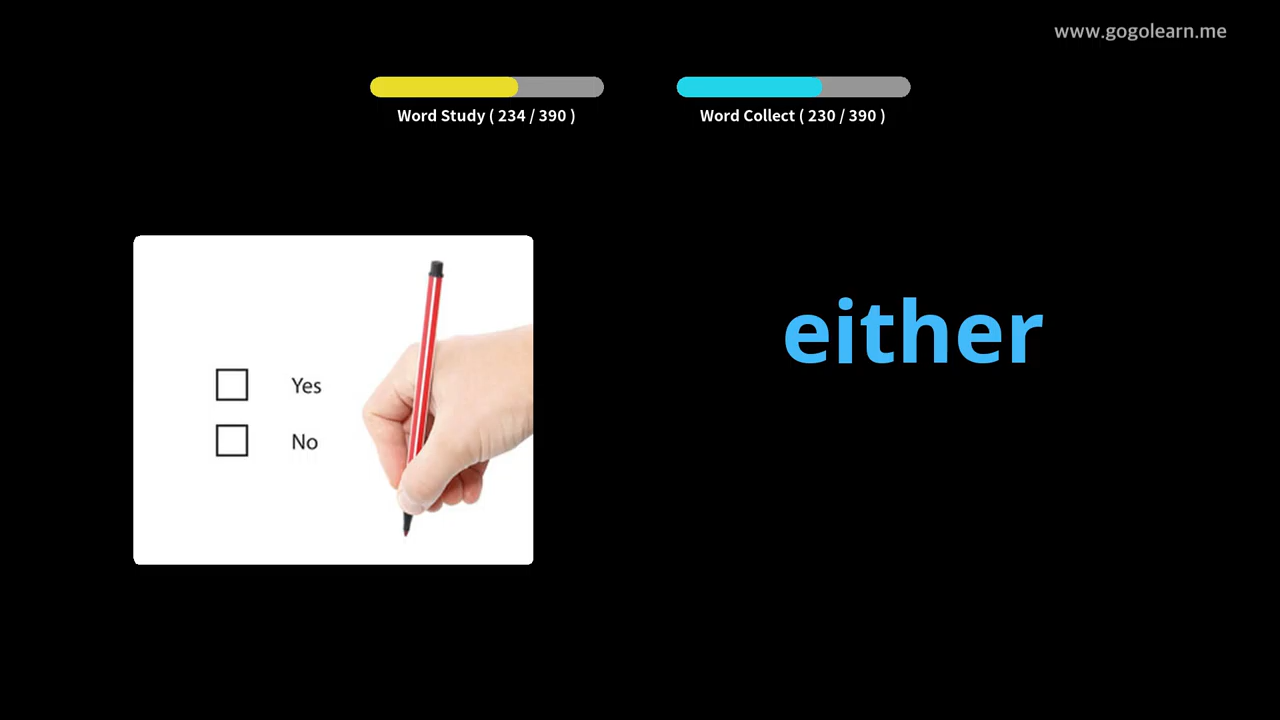 www.gogolearn.me
Word Study ( 234 / 390 )
Word Collect ( 230 / 390 )
Yes
No
either